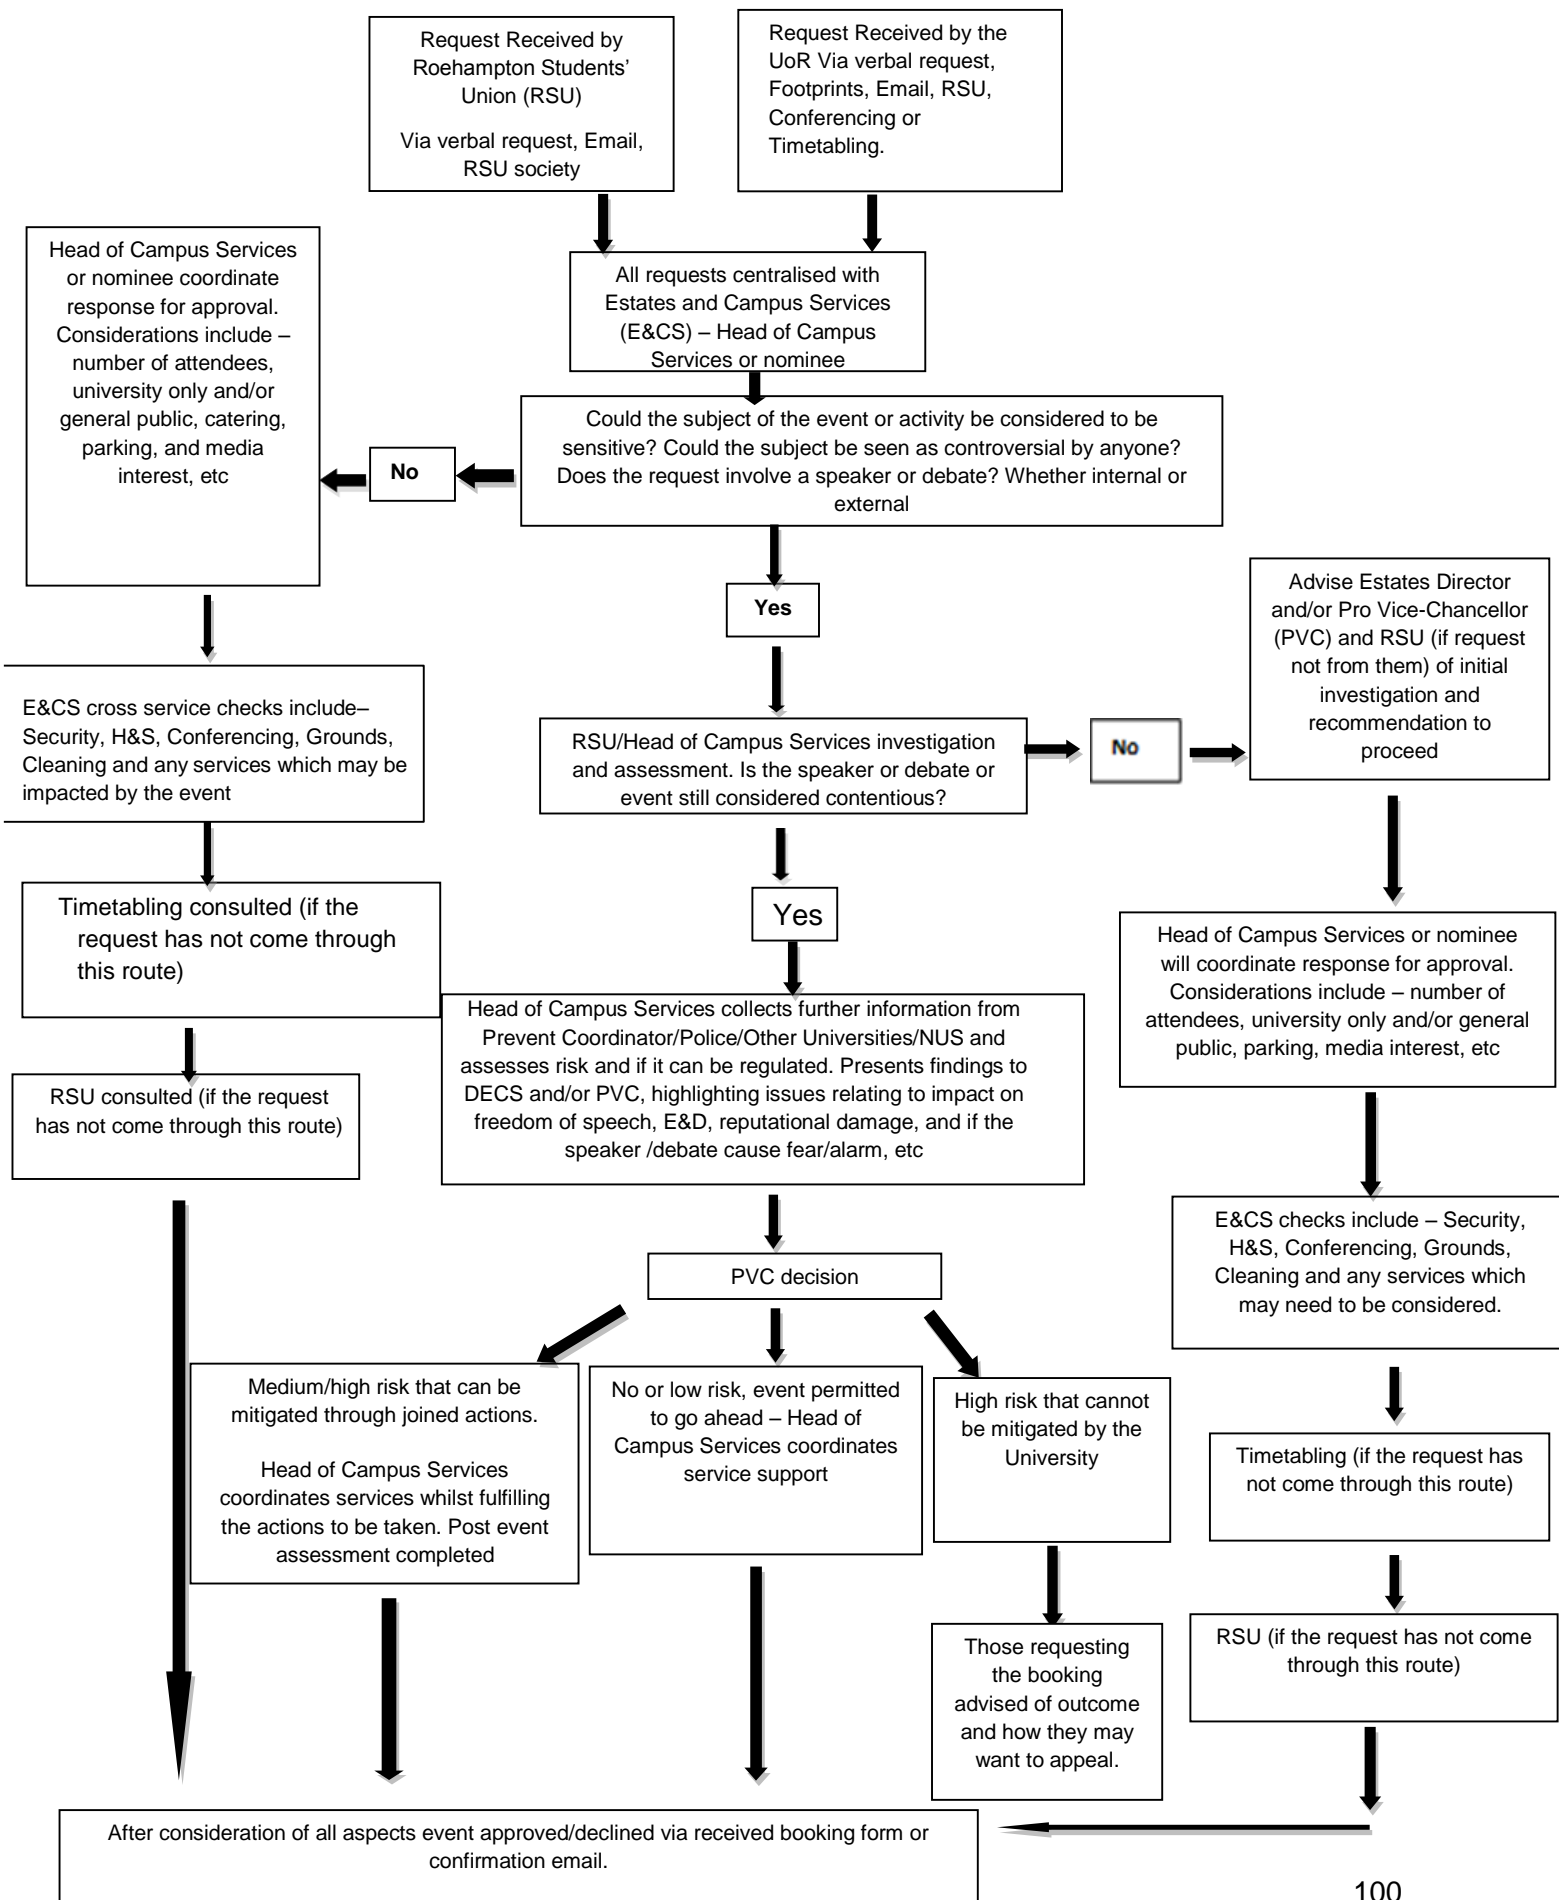 Request Received by
Roehampton Students'
Union (RSU)
Via verbal request, Email,
RSU society
Request Received by the
UoR Via verbal request,
Footprints, Email, RSU,
Conferencing or
Timetabling.
Head of Campus Services
or nominee coordinate
response for approval.
Considerations include –
number of attendees,
university only and/or
general public, catering,
parking, and media
interest, etc
All requests centralised with
Estates and Campus Services
(E&CS) – Head of Campus
Services or nominee
Could the subject of the event or activity be considered to be
sensitive? Could the subject be seen as controversial by anyone?
Does the request involve a speaker or debate? Whether internal or
external
No
Yes
Advise Estates Director
and/or Pro Vice-Chancellor
(PVC) and RSU (if request
not from them) of initial
investigation and
recommendation to
proceed
E&CS cross service checks include–
Security, H&S, Conferencing, Grounds,
Cleaning and any services which may be
impacted by the event
RSU/Head of Campus Services investigation
and assessment. Is the speaker or debate or
event still considered contentious?
No
Timetabling consulted (if the
request has not come through
this route)
Yes
Head of Campus Services or nominee
will coordinate response for approval.
Considerations include – number of
attendees, university only and/or general
public, parking, media interest, etc
Head of Campus Services collects further information from
Prevent Coordinator/Police/Other Universities/NUS and
assesses risk and if it can be regulated. Presents findings to
DECS and/or PVC, highlighting issues relating to impact on
freedom of speech, E&D, reputational damage, and if the
speaker /debate cause fear/alarm, etc
RSU consulted (if the request
has not come through this route)
E&CS checks include – Security,
H&S, Conferencing, Grounds,
Cleaning and any services which
may need to be considered.
PVC decision
Medium/high risk that can be
mitigated through joined actions.
Head of Campus Services
coordinates services whilst fulfilling
the actions to be taken. Post event
assessment completed
No or low risk, event permitted
to go ahead – Head of
Campus Services coordinates
service support
High risk that cannot
be mitigated by the
University
Timetabling (if the request has
not come through this route)
Those requesting
the booking
advised of outcome
and how they may
want to appeal.
RSU (if the request has not come
through this route)
After consideration of all aspects event approved/declined via received booking form or
confirmation email.
100